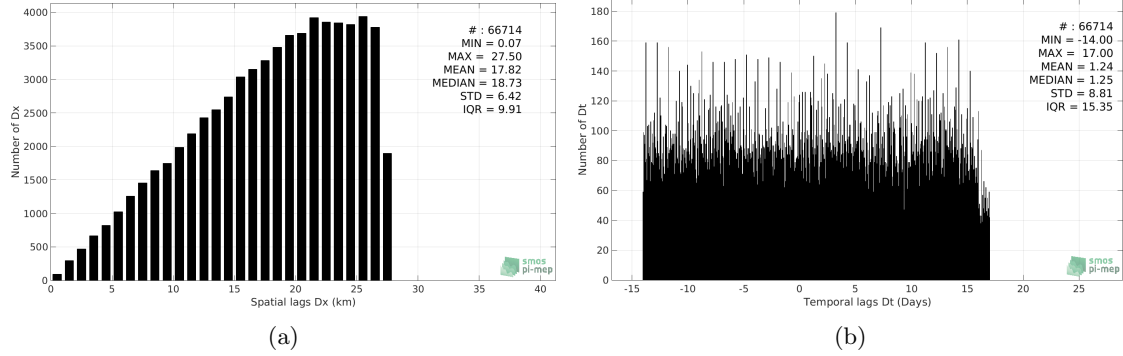 4000
3500
3000
2500
2000
1500
1000
500
0
Number of Dx
# : 66714
MIN = 0.07
MAX = 27.50
MEAN = 17.82
MEDIAN = 18.73
STD = 6.42
IQR = 9.91
smos
pi-mep
0 5 10 15 20 25 30 35 40
Spatial lags Dx (km)
(a)
180
160
140
120
100
80
60
40
20
0
Number of Dt
# : 66714
MIN = -14.00
MAX = 17.00
MEAN = 1.24
MEDIAN = 1.25
STD = 8.81
IQR = 15.35
smos
pi-mep
-15 -10 -5 0 5 10 15 20 25
Temporal lags Dt (Days)
(b)